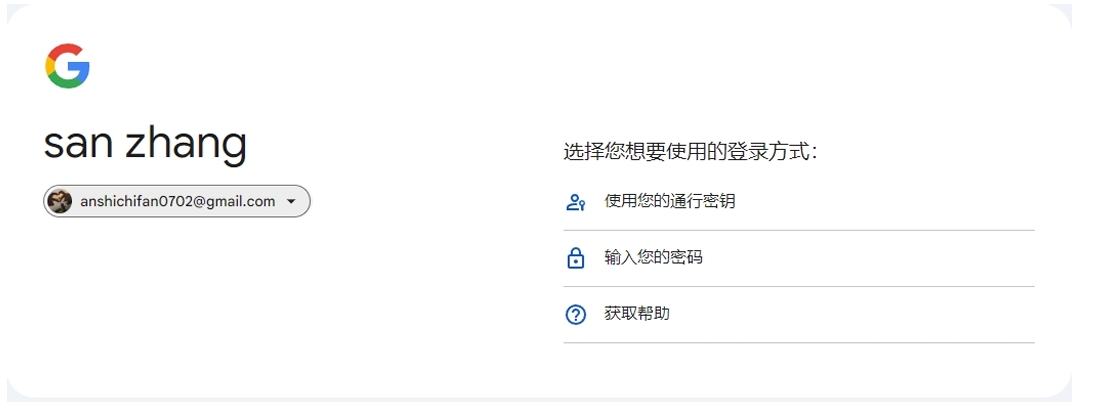 san zhang
anshichifan0702@gmail.com
选择您想要使用的登录方式：
使用您的通行密钥
输入您的密码
获取帮助